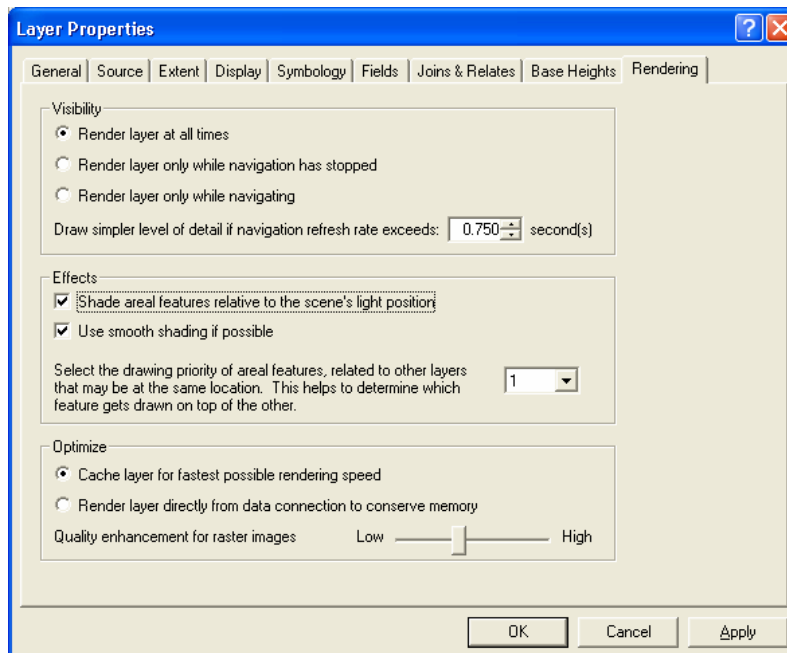 Layer Properties
General Source Extent Display Symbology Fields Joins & Relates Base Heights Rendering
Visibility
Render layer at all times
Render layer only while navigation has stopped
Render layer only while navigating
Draw simpler level of detail if navigation refresh rate exceeds: 0.750 second(s)
Effects
Shade areal features relative to the scene's light position
Use smooth shading if possible
Select the drawing priority of areal features, related to other layers
that may be at the same location. This helps to determine which
feature gets drawn on top of the other.
1
Optimize
Cache layer for fastest possible rendering speed
Render layer directly from data connection to conserve memory
Quality enhancement for raster images Low High
OK Cancel Apply